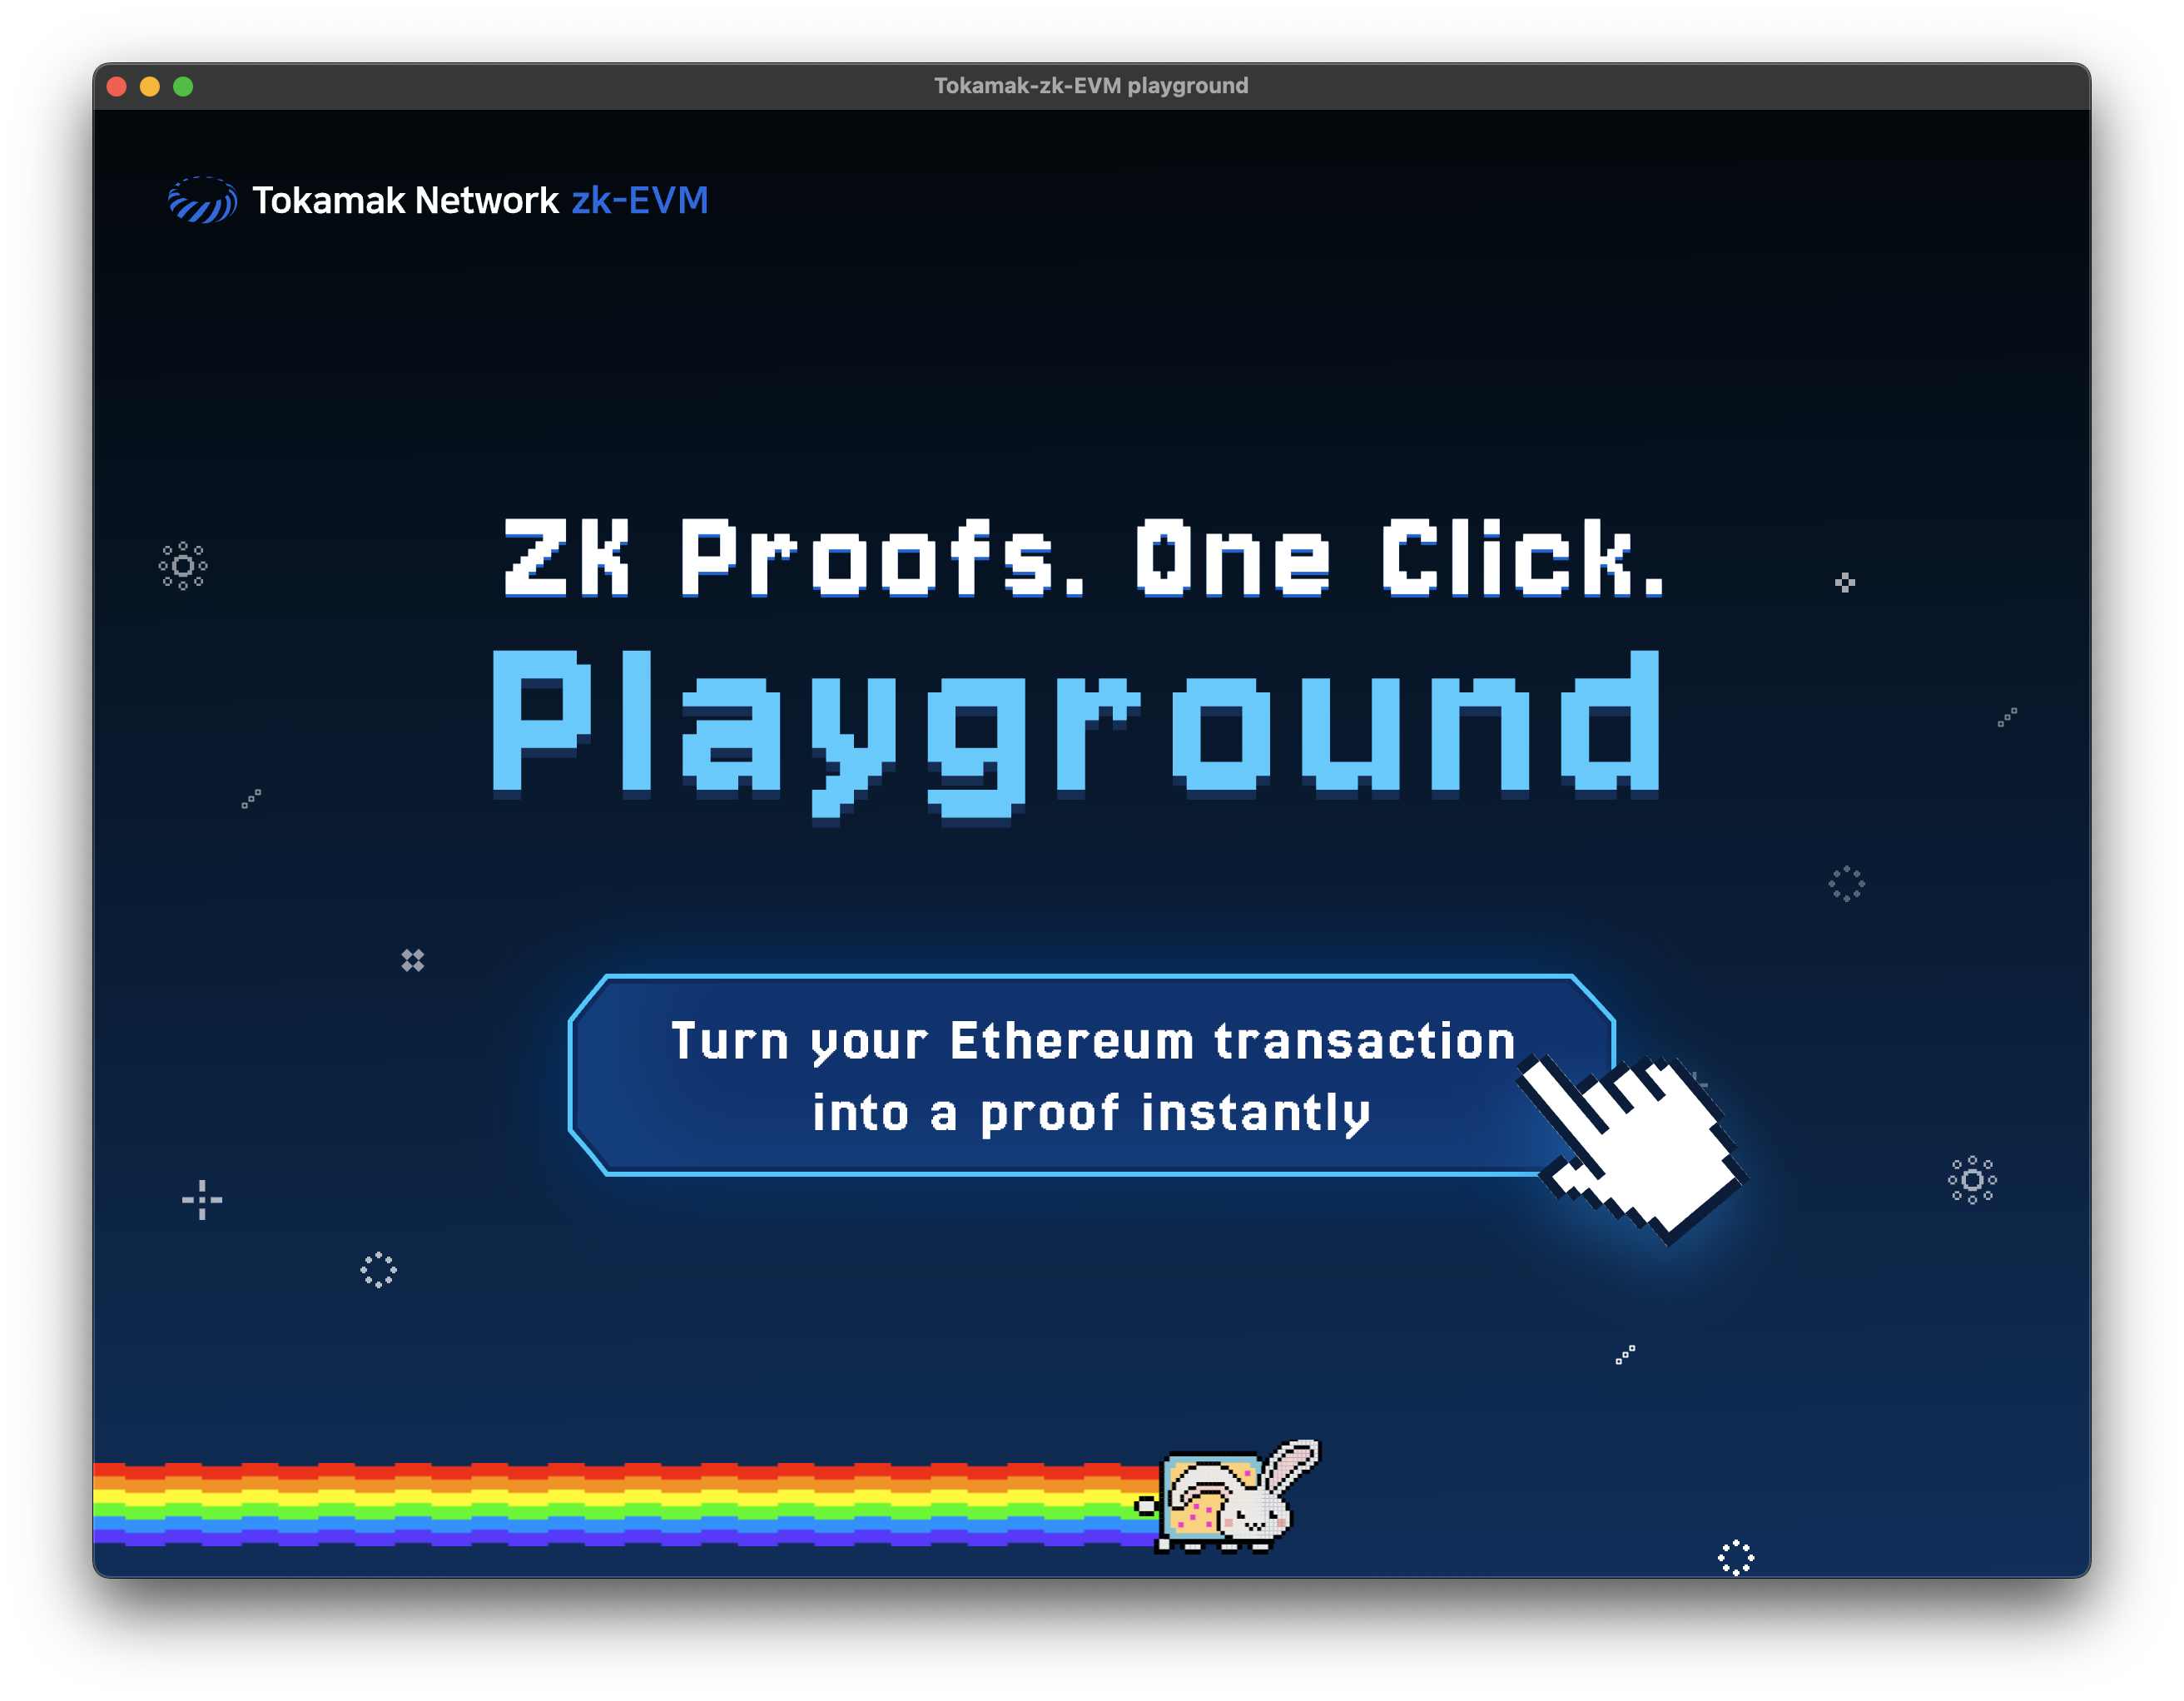 Tokamak-zk-EVM playground
Tokamak Network zk-EVM
ZK Proofs. One Click.
Playground
Turn your Ethereum transaction
into a proof instantly